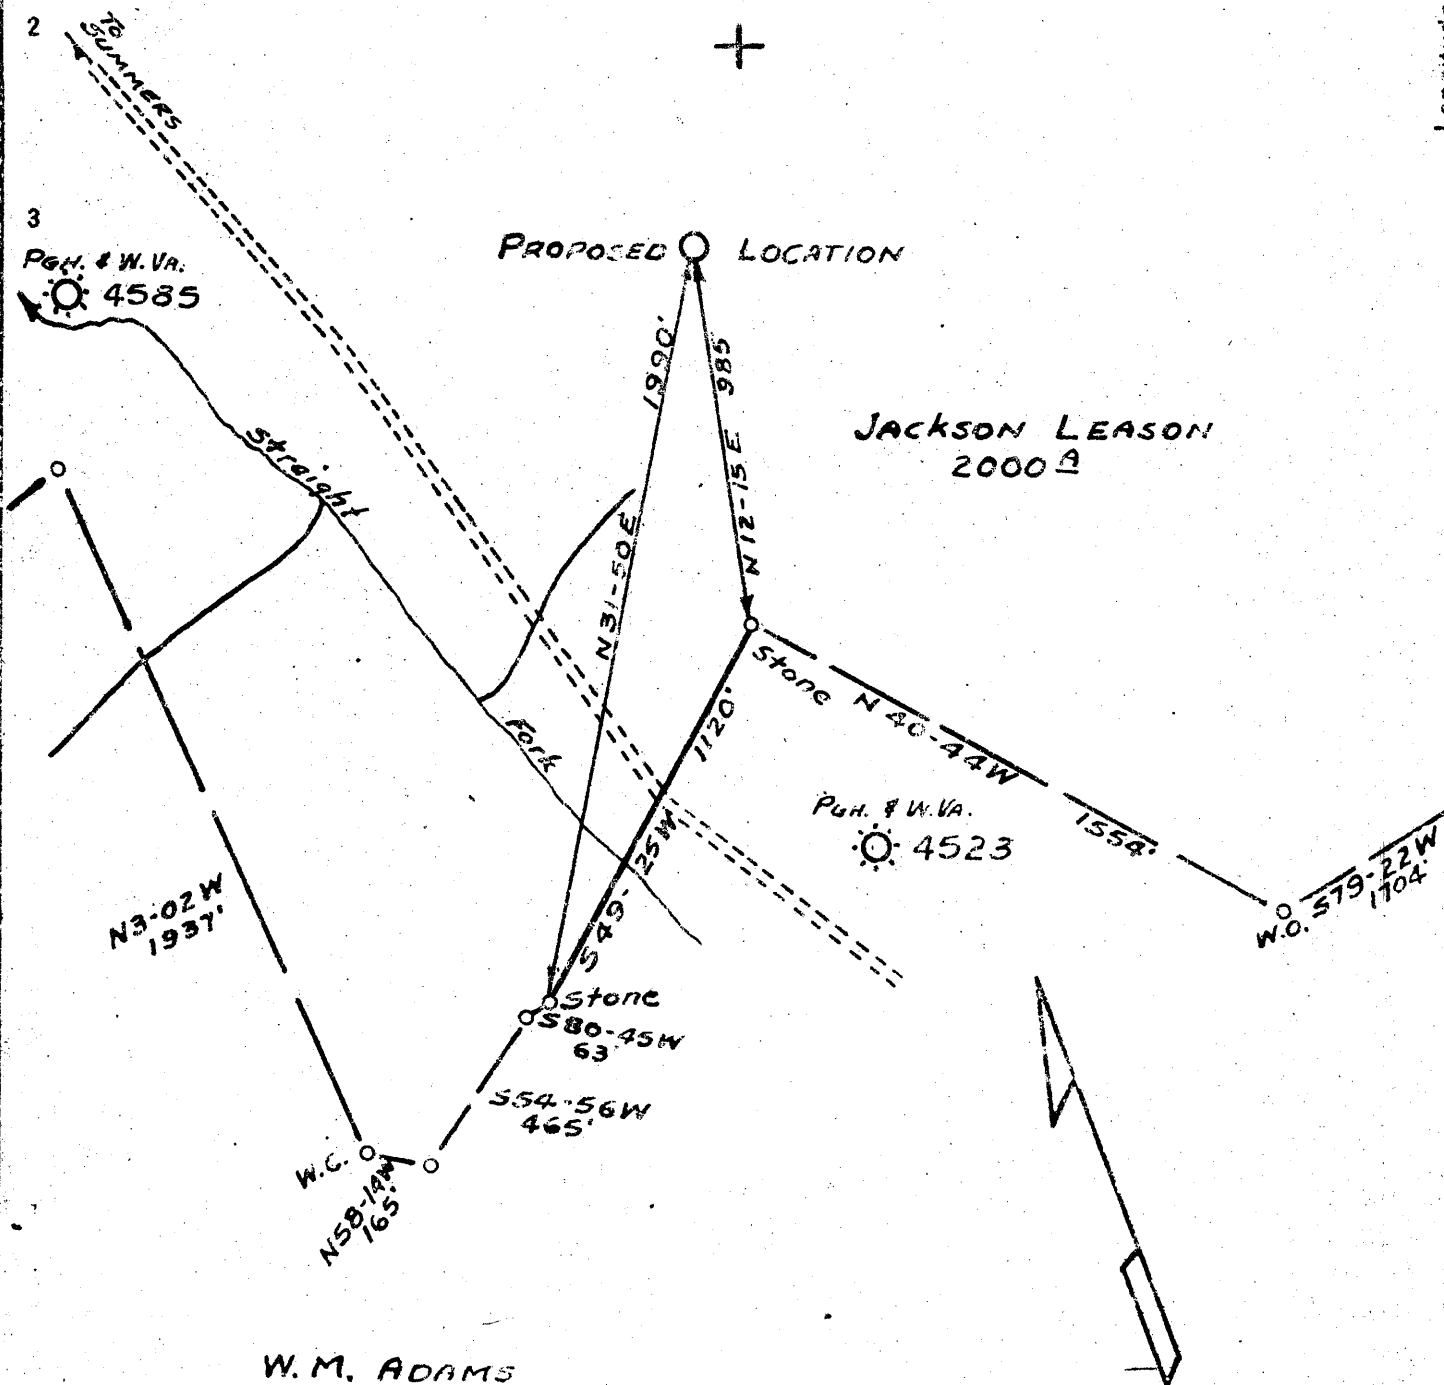 2
TO
SUMMERS
3
PGH. & W.VA.
4585
PROPOSED LOCATION
1990'
985
N12-15E
N31-50E
JACKSON LEASON
2000 A
Straight
Fork
Stone
N 40-44W
1554'
1120'
S49-25W
PGH. & W.VA.
4523
S79-22W
1704'
W.O.
N3-02W
1937'
Stone
S80-45W
63'
S54-56W
465'
N58-14W
165'
W.M. ADAMS